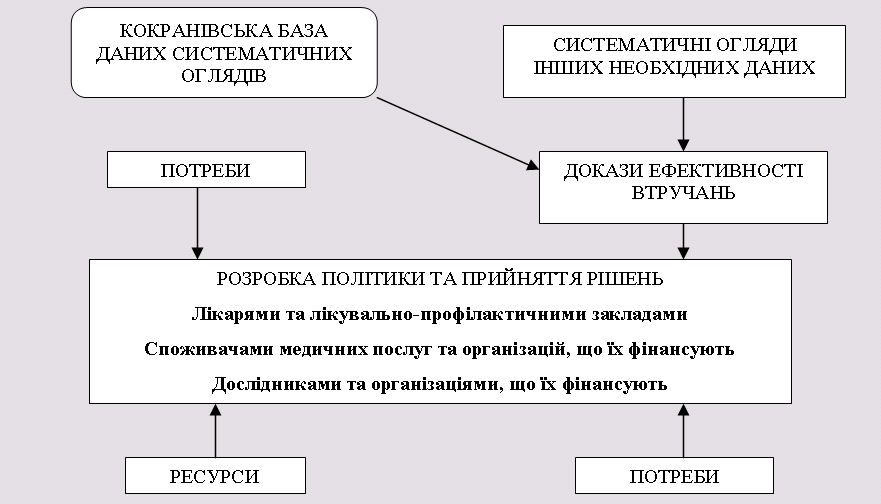 КОКРАНІВСЬКА БАЗА
ДАНИХ СИСТЕМАТИЧНИХ
ОГЛЯДІВ
СИСТЕМАТИЧНІ ОГЛЯДИ
ІНШИХ НЕОБХІДНИХ ДАНИХ
ПОТРЕБИ
ДОКАЗИ ЕФЕКТИВНОСТІ
ВТРУЧАНЬ
РОЗРОБКА ПОЛІТИКИ ТА ПРИЙНЯТТЯ РІШЕНЬ
Лікарями та лікувально-профілактичними закладами
Споживачами медичних послуг та організацій, що їх фінансують
Дослідниками та організаціями, що їх фінансують
РЕСУРСИ
ПОТРЕБИ